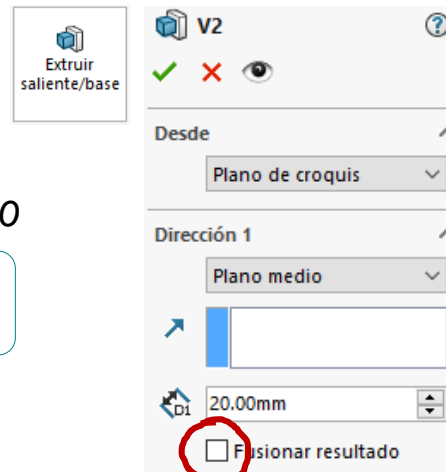 Extruir
saliente/base
V2
Desde
Plano de croquis
o
Dirección 1
Plano medio
D1
20.00mm
Fusionar resultado